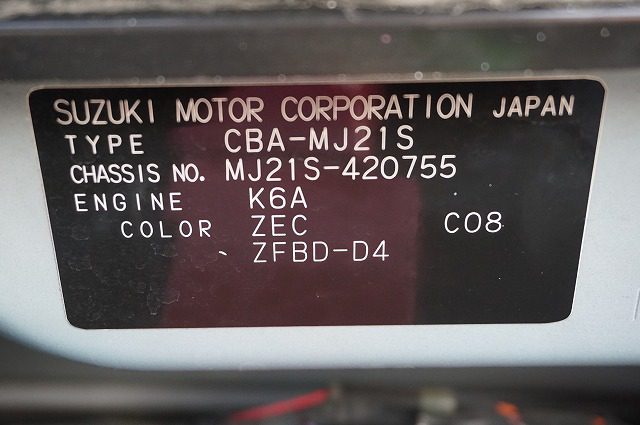 SUZUKI MOTOR CORPORATION JAPAN
TYPE CBA-MJ21S
CHASSIS NO. MJ21S-420755
ENGINE K6A
COLOR ZEC C08
ZFBD-D4